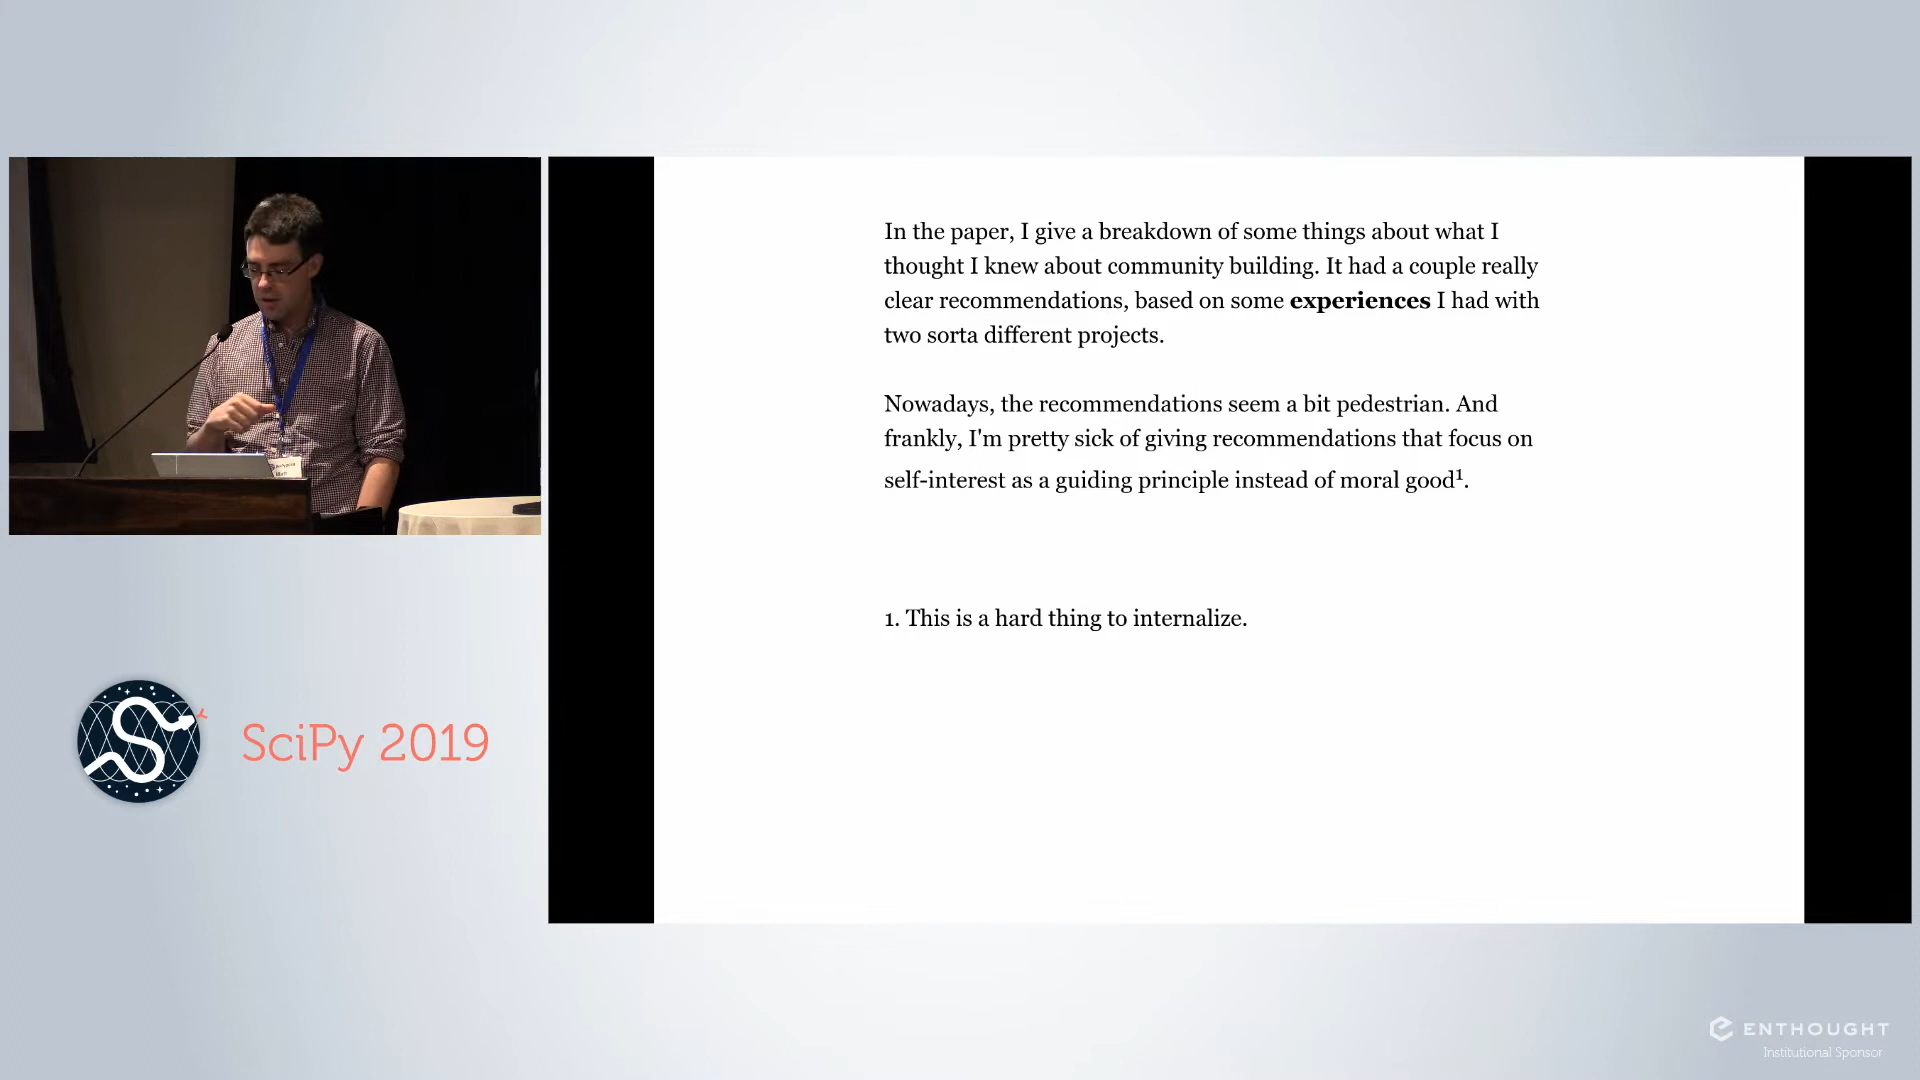 In the paper, I give a breakdown of some things about what I
thought I knew about community building. It had a couple really
clear recommendations, based on some experiences I had with
two sorta different projects.
Nowadays, the recommendations seem a bit pedestrian. And
frankly, I'm pretty sick of giving recommendations that focus on
self-interest as a guiding principle instead of moral good¹.
1. This is a hard thing to internalize.
SciPy 2019
ENTHOUGHT
Institutional Sponsor